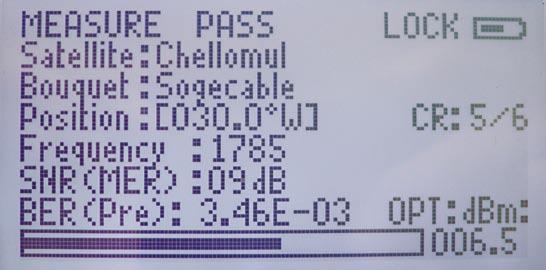 MEASURE PASS LOCK
Satellite:Chellomul
Bouquet:Sogecable
Position:[030.0°W] CR:5/6
Frequency :1785
SNR(MER):09dB
BER(Pre): 3.46E-03 OPT:dBm:
006.5